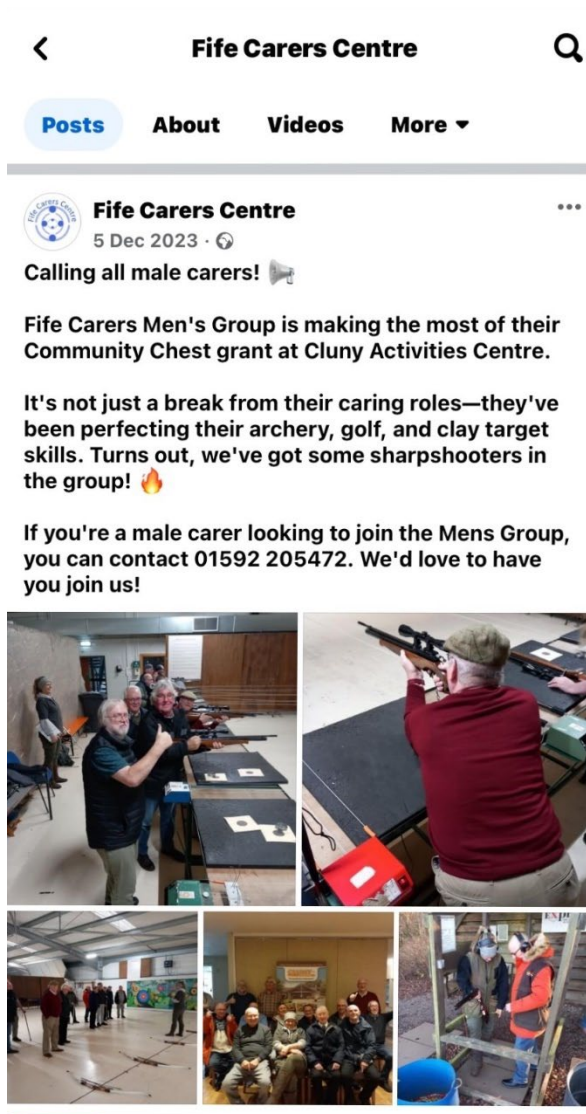 Fife Carers Centre
Posts About Videos More
Fife Carers Centre
Fife Carers Centre
5 Dec 2023 ·
Calling all male carers! 📢
Fife Carers Men's Group is making the most of their
Community Chest grant at Cluny Activities Centre.
It's not just a break from their caring roles—they've
been perfecting their archery, golf, and clay target
skills. Turns out, we've got some sharpshooters in
the group! 🔥
If you're a male carer looking to join the Mens Group,
you can contact 01592 205472. We'd love to have
you join us!